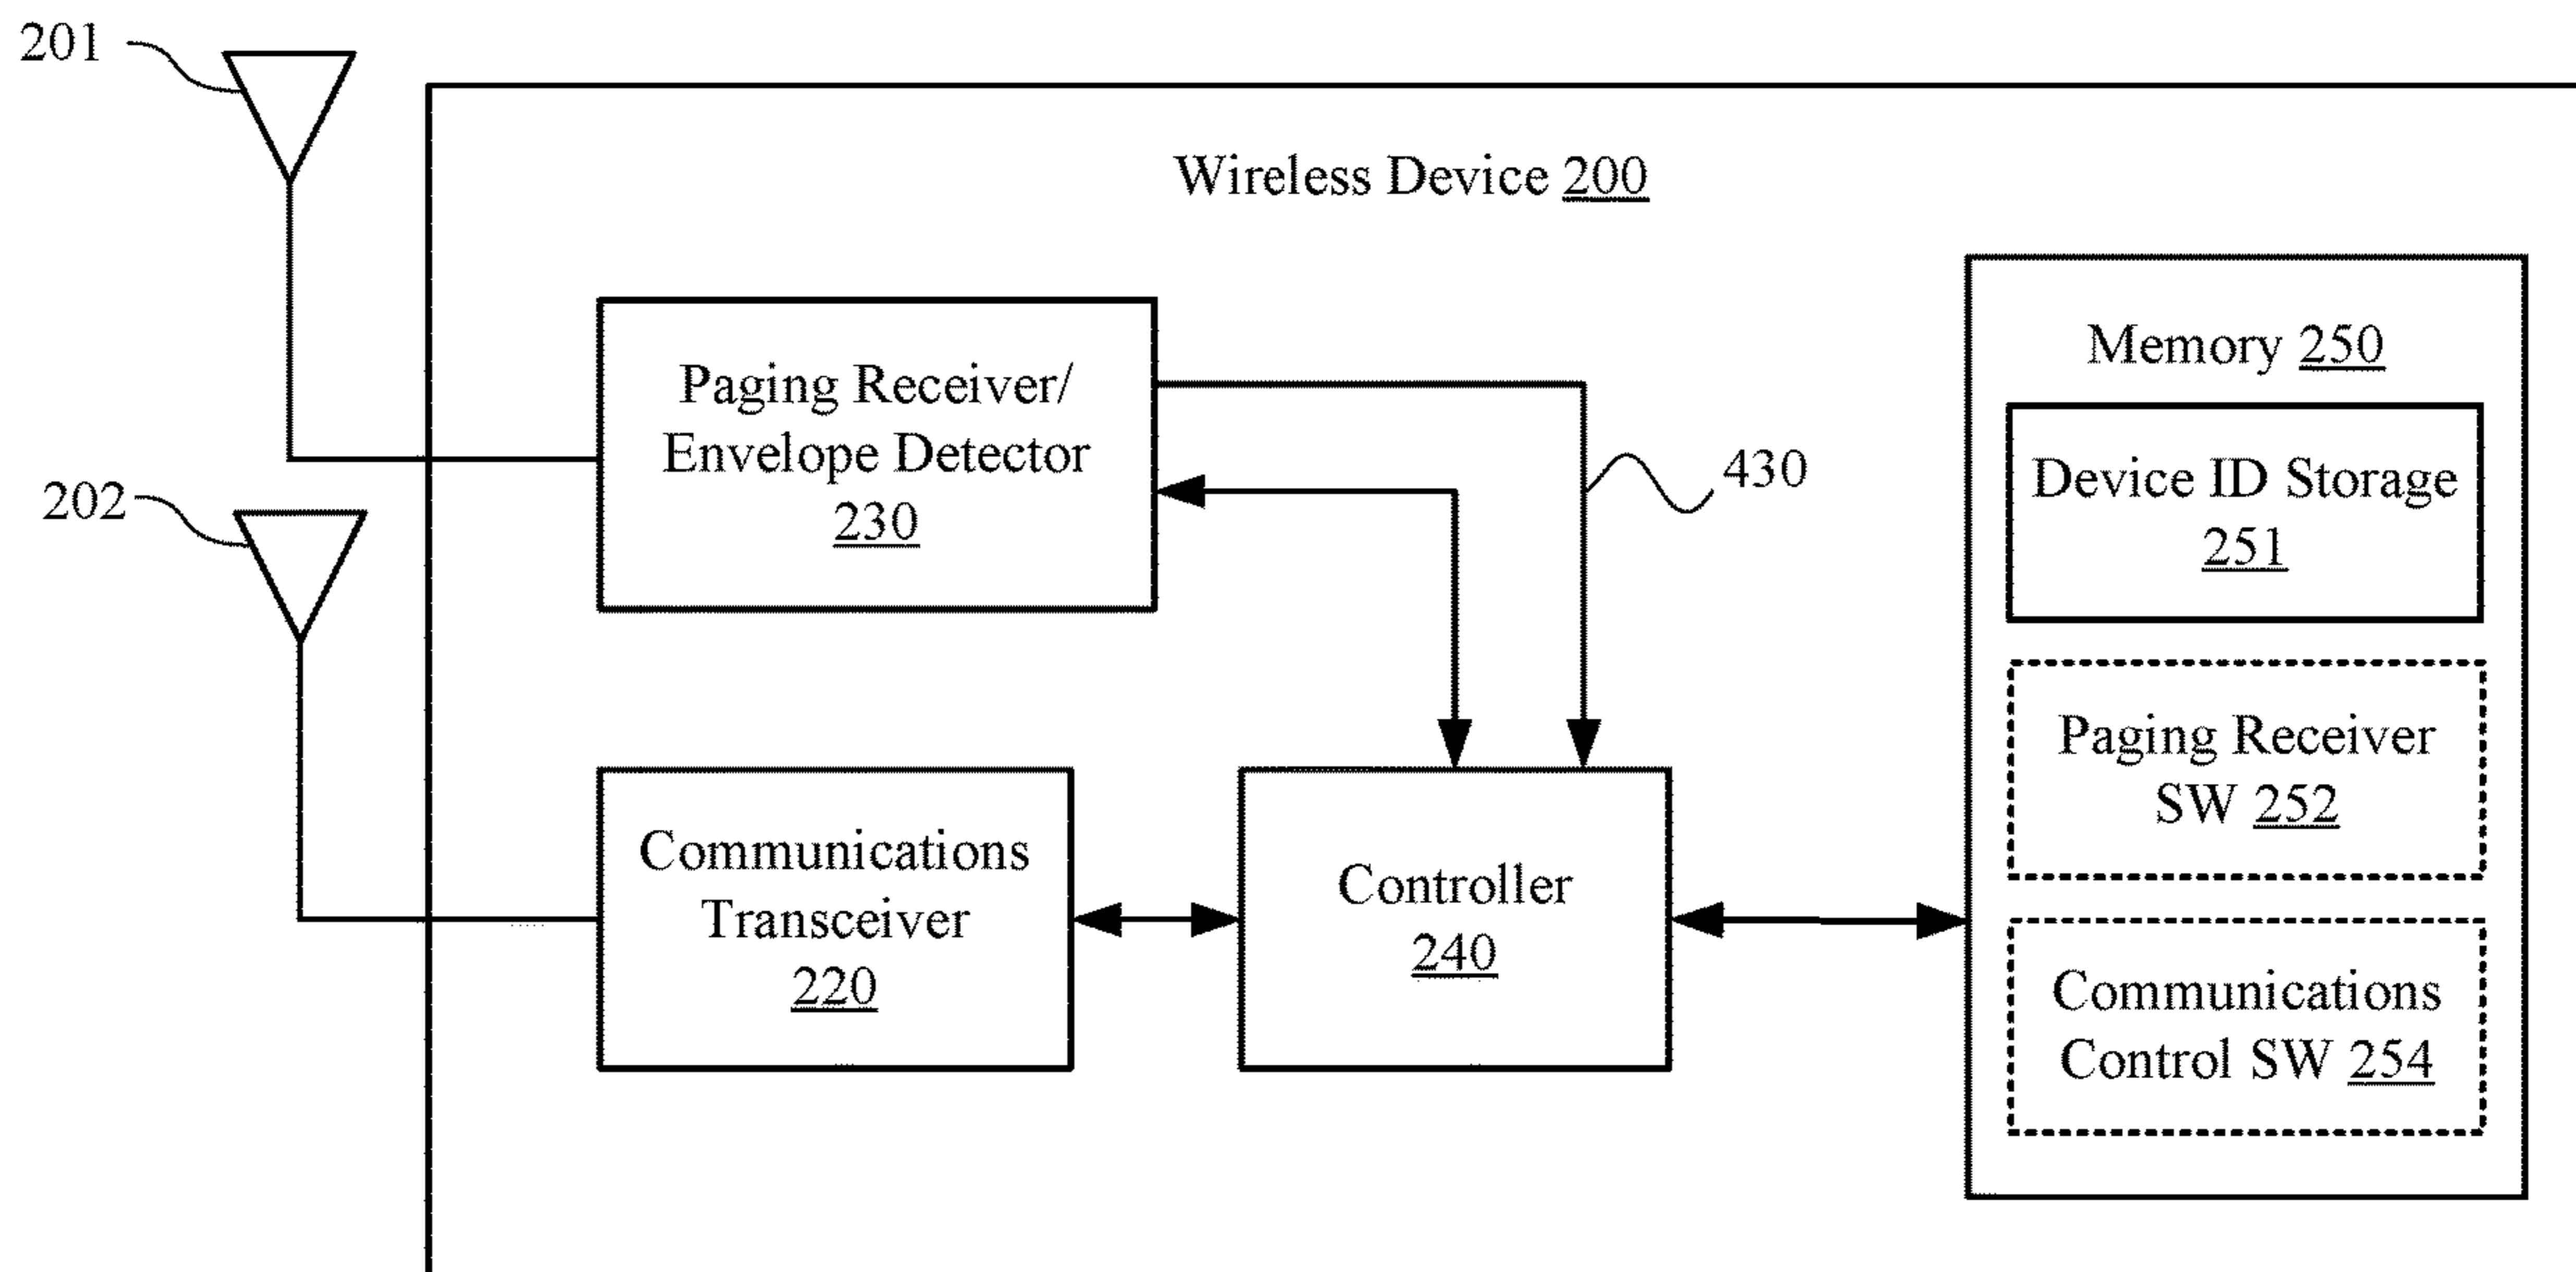 201
Wireless Device 200
Memory 250
Paging Receiver/
Envelope Detector
230
430
Device ID Storage
251
202
Paging Receiver
SW 252
Communications
Transceiver
220
Controller
240
Communications
Control SW 254